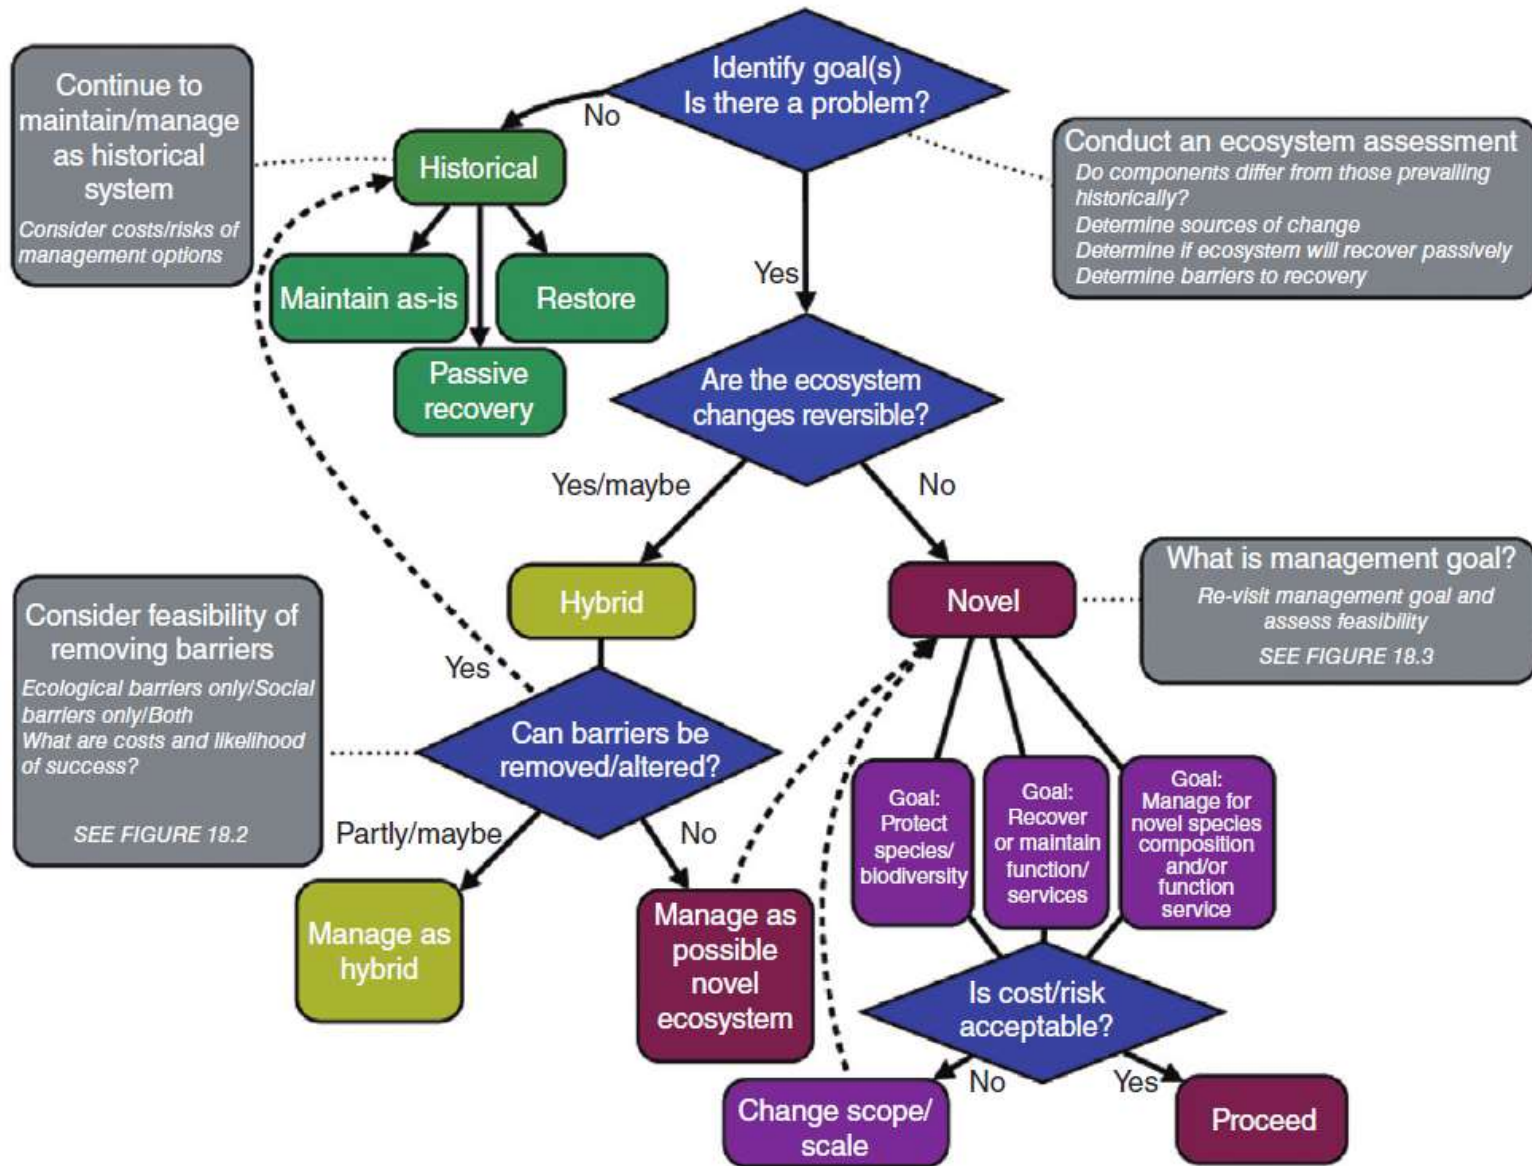 Identify goal(s)
Is there a problem?
No
Yes
Continue to
maintain/manage
as historical
system
Consider costs/risks of
management options
Historical
Maintain as-is
Restore
Passive
recovery
Conduct an ecosystem assessment
Do components differ from those prevailing
historically?
Determine sources of change
Determine if ecosystem will recover passively
Determine barriers to recovery
Are the ecosystem
changes reversible?
Yes/maybe
No
Hybrid
Novel
What is management goal?
Re-visit management goal and
assess feasibility
SEE FIGURE 18.3
Consider feasibility of
removing barriers
Ecological barriers only/Social
barriers only/Both
What are costs and likelihood
of success?
SEE FIGURE 18.2
Yes
Can barriers be
removed/altered?
Partly/maybe
No
Manage as
hybrid
Manage as
possible
novel
ecosystem
Goal:
Protect
species/
biodiversity
Goal:
Recover
or maintain
function/
services
Goal:
Manage for
novel species
composition
and/or
function
service
Is cost/risk
acceptable?
No
Yes
Change scope/
scale
Proceed